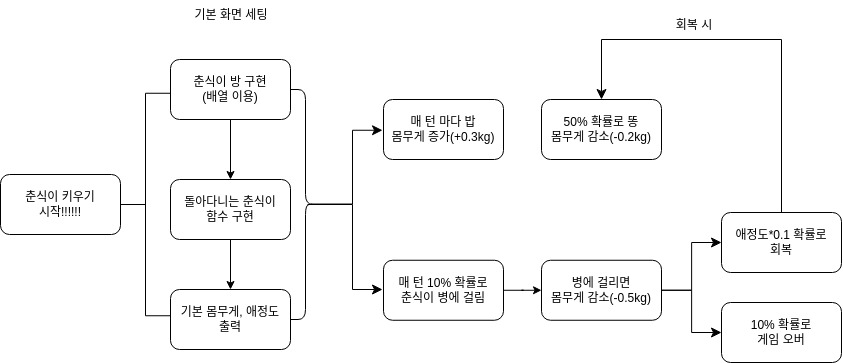 기본 화면 세팅
회복 시
춘식이 방 구현
(배열 이용)
매 턴 마다 밥
몸무게 증가(+0.3kg)
50% 확률로 똥
몸무게 감소(-0.2kg)
춘식이 키우기
시작!!!!!!
돌아다니는 춘식이
함수 구현
애정도*0.1 확률로
회복
기본 몸무게, 애정도
출력
매 턴 10% 확률로
춘식이 병에 걸림
병에 걸리면
몸무게 감소(-0.5kg)
10% 확률로
게임 오버